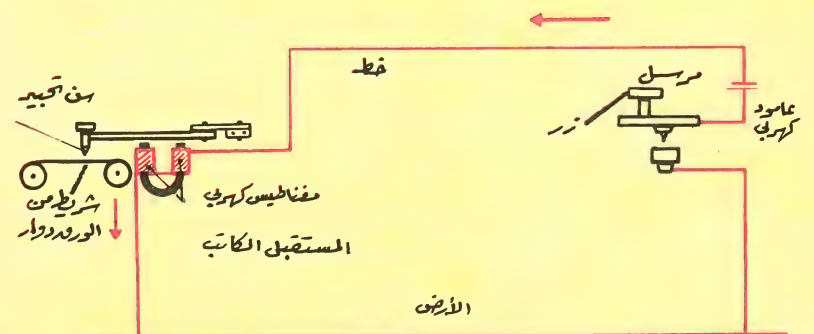 خط
مرسل
عامود
كهربي
زر
سن تحبير
شريط من
الورق دوار
مغناطيس كهربي
المستقبل الكاتب
الأرض